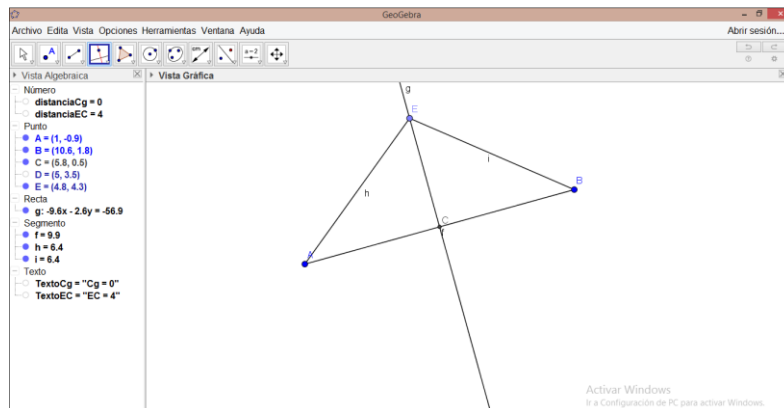 GeoGebra
Archivo Edita Vista Opciones Herramientas Ventana Ayuda
Abrir sesión...
A
a=2
Vista Algebraica
Vista Gráfica
Número
distanciaCg = 0
distanciaEC = 4
Punto
A = (1, -0.9)
B = (10.6, 1.8)
C = (5.8, 0.5)
D = (5, 3.5)
E = (4.8, 4.3)
Recta
g: -9.6x - 2.6y = -56.9
Segmento
f = 9.9
h = 6.4
i = 6.4
Texto
TextoCg = "Cg = 0"
TextoEC = "EC = 4"
g
E
i
B
h
C
f
A
Activar Windows
Ir a Configuración de PC para activar Windows.